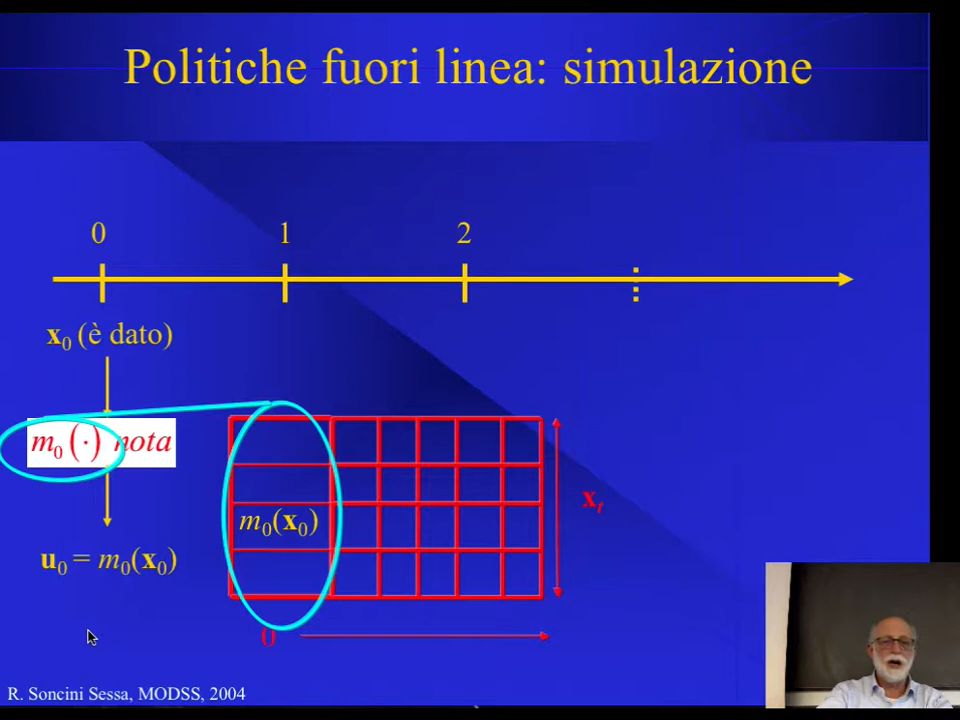 Politiche fuori linea: simulazione
0 1 2
x₀ (è dato)
m₀(·) nota
m₀(x₀)
xₜ
u₀ = m₀(x₀)
0
R. Soncini Sessa, MODSS, 2004